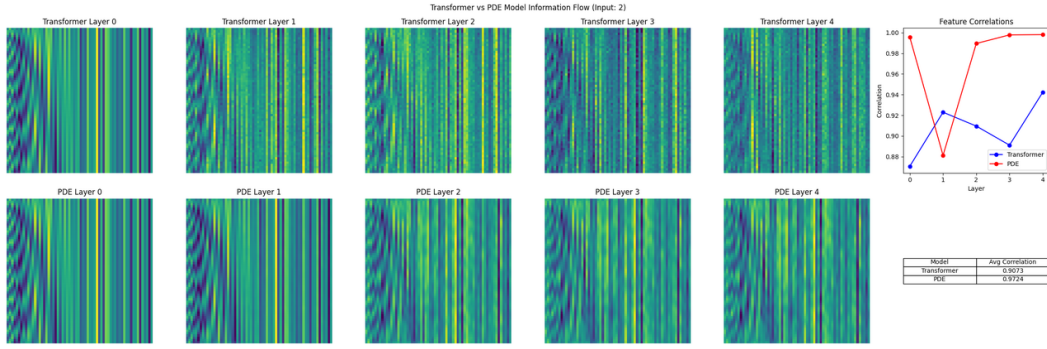 Transformer vs PDE Model Information Flow (Input: 2)
Transformer Layer 0
Transformer Layer 1
Transformer Layer 2
Transformer Layer 3
Transformer Layer 4
Feature Correlations
1.00
0.98
0.96
0.94
0.92
0.90
0.88
Correlation
Transformer
PDE
0 1 2 3 4
Layer
PDE Layer 0
PDE Layer 1
PDE Layer 2
PDE Layer 3
PDE Layer 4
Model Avg Correlation
Transformer 0.9073
PDE 0.9724